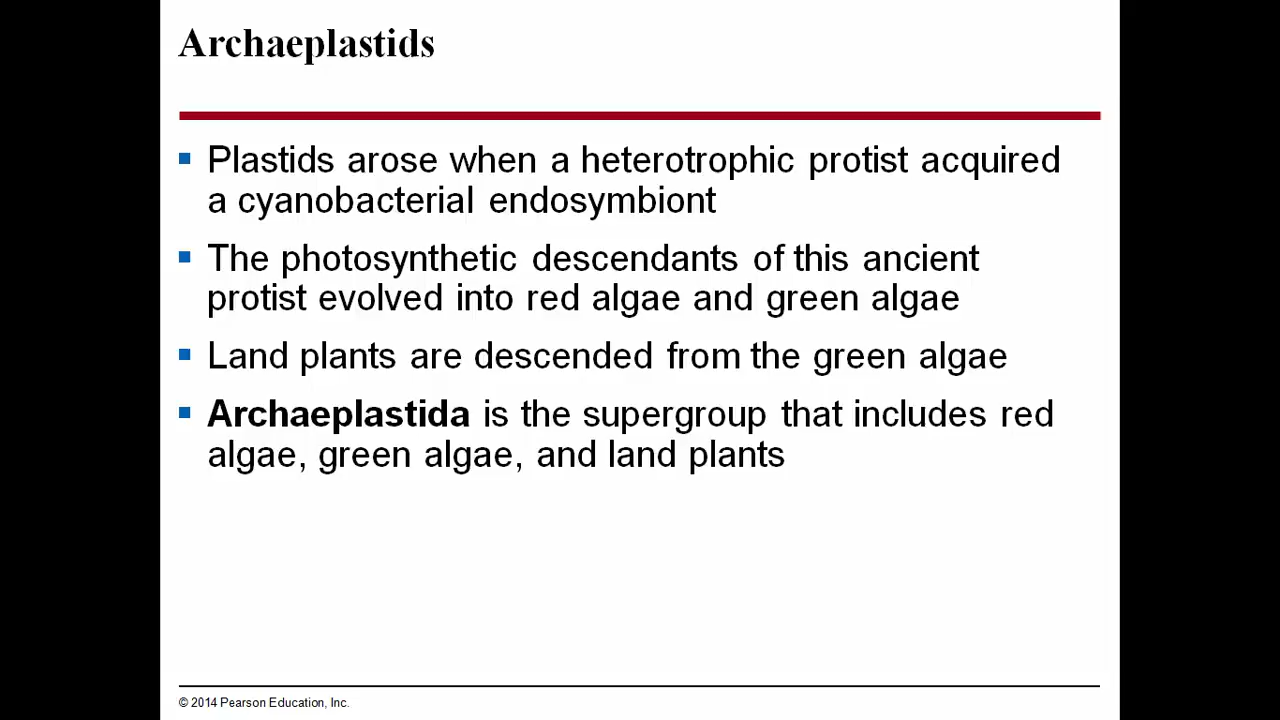 Archaeplastids
Plastids arose when a heterotrophic protist acquired
a cyanobacterial endosymbiont
The photosynthetic descendants of this ancient
protist evolved into red algae and green algae
Land plants are descended from the green algae
Archaeplastida is the supergroup that includes red
algae, green algae, and land plants
© 2014 Pearson Education, Inc.